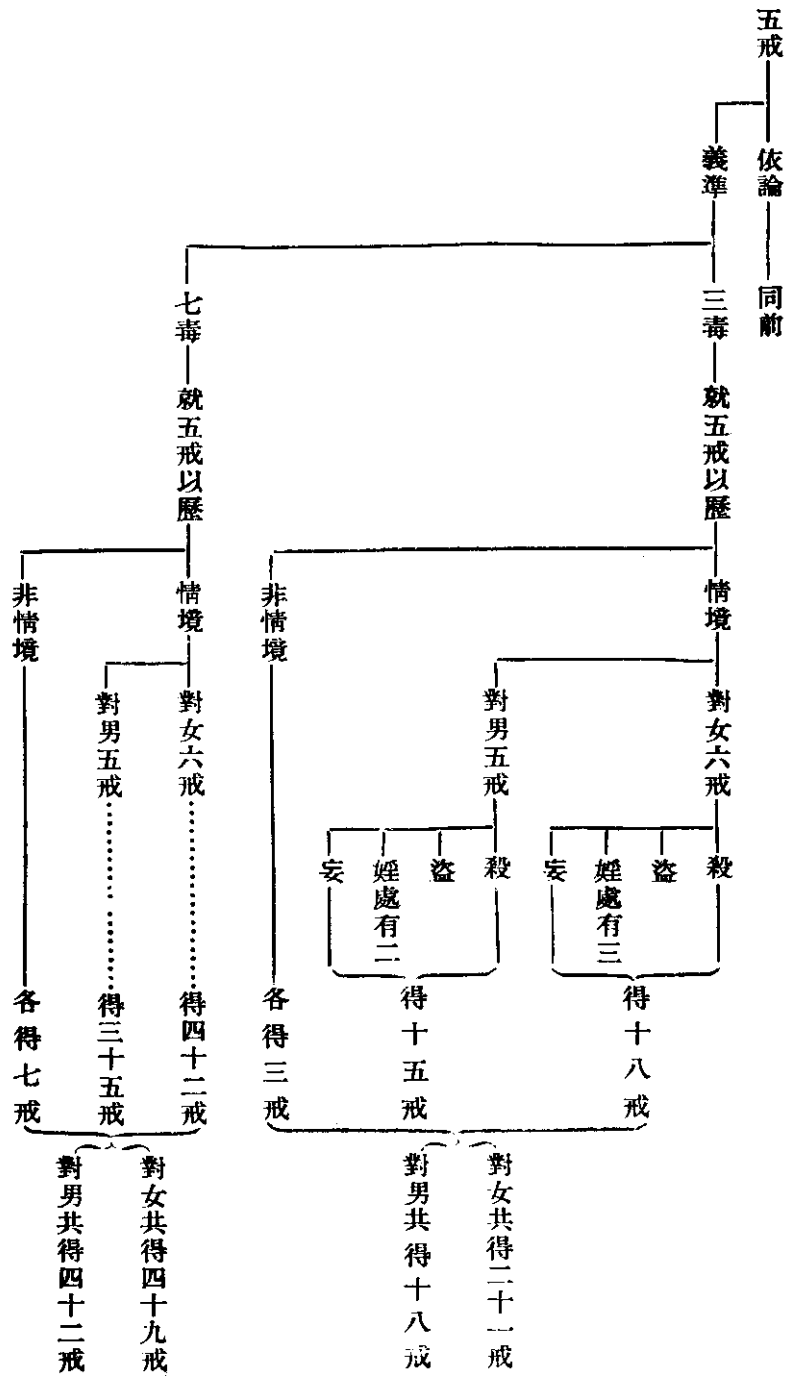 五戒
依論
同前
義準
三毒
就五戒以歷
情境
對女六戒
殺
盜
婬處有三
妄
得十八戒
對男五戒
殺
盜
婬處有二
妄
得十五戒
非情境
各得三戒
對女共得二十一戒
對男共得十八戒
七毒
就五戒以歷
情境
對女六戒
得四十二戒
對男五戒
得三十五戒
非情境
各得七戒
對女共得四十九戒
對男共得四十二戒